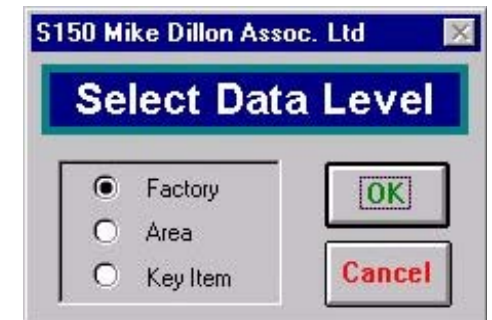 S150 Mike Dillon Assoc. Ltd
Select Data Level
Factory
Area
Key Item
OK
Cancel